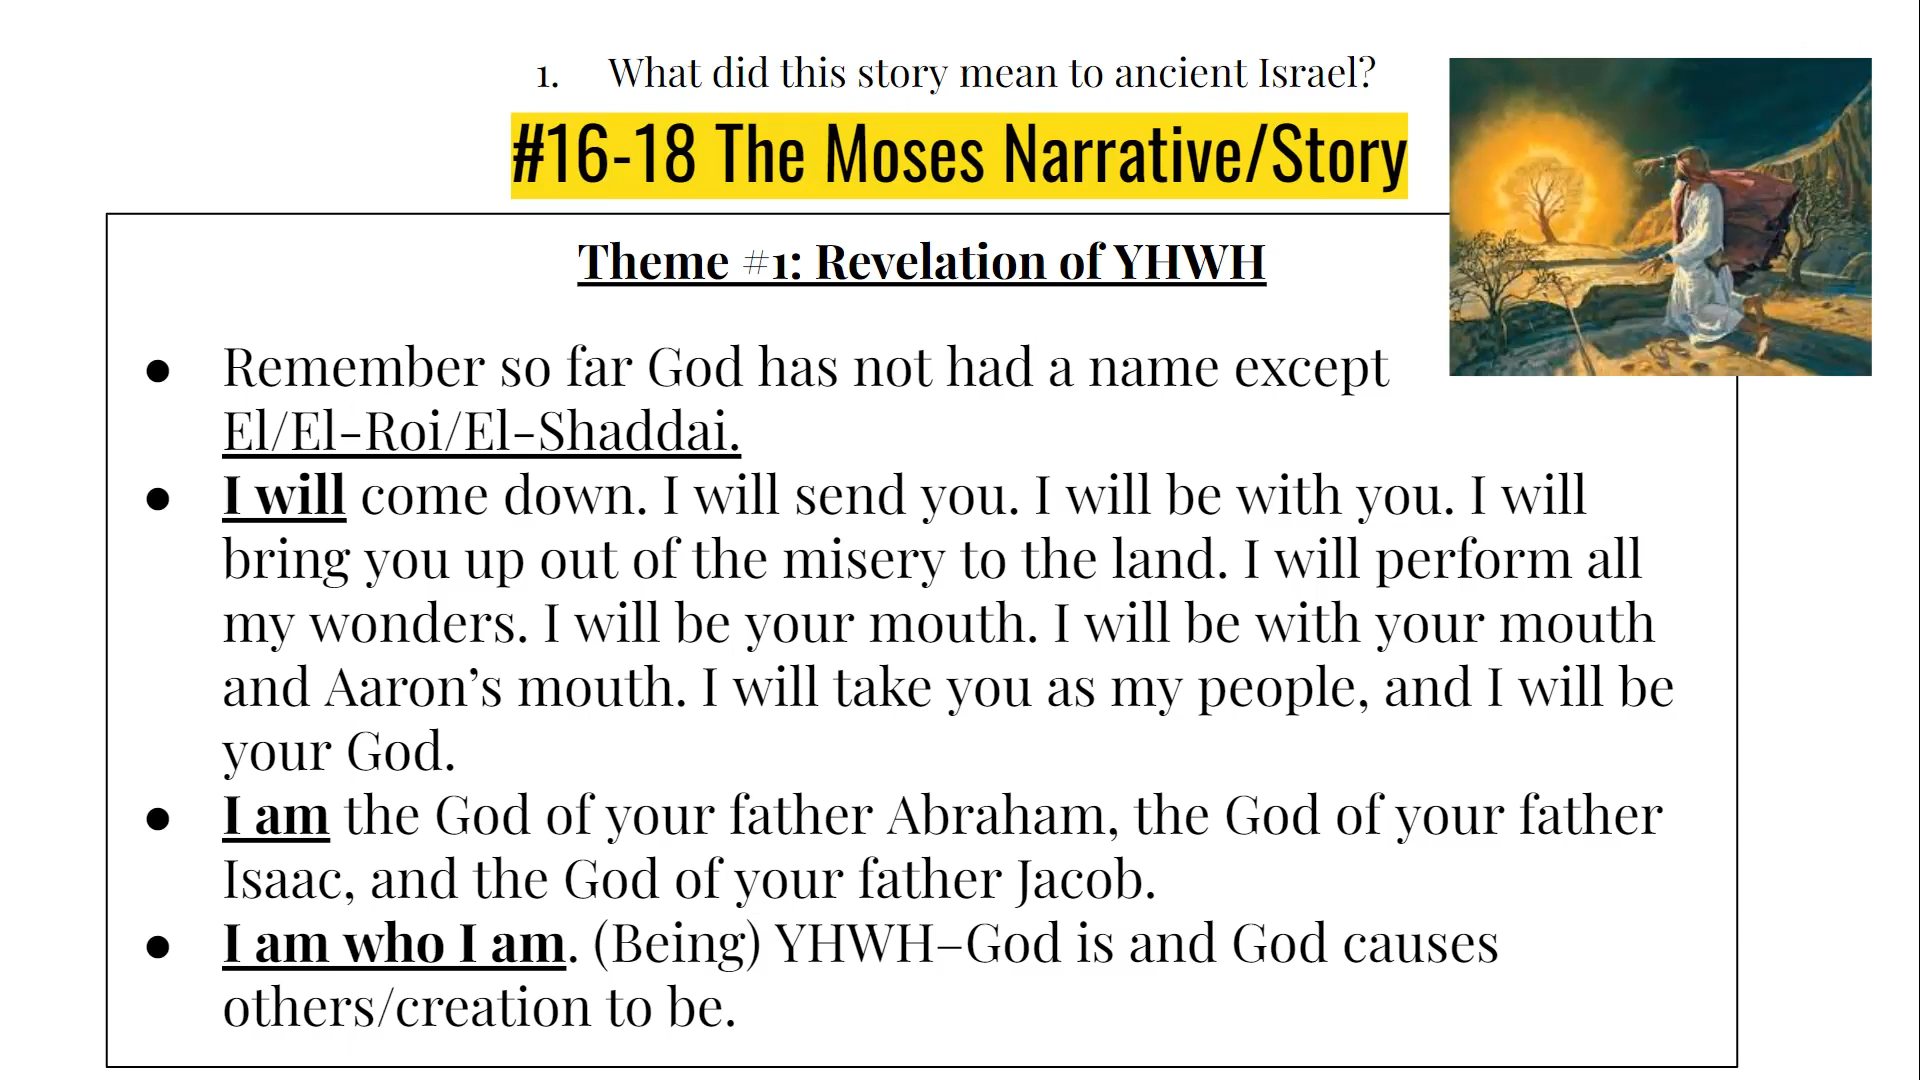 1. What did this story mean to ancient Israel?
#16-18 The Moses Narrative/Story
Theme #1: Revelation of YHWH
● Remember so far God has not had a name except
El/El-Roi/El-Shaddai.
● I will come down. I will send you. I will be with you. I will
bring you up out of the misery to the land. I will perform all
my wonders. I will be your mouth. I will be with your mouth
and Aaron’s mouth. I will take you as my people, and I will be
your God.
● I am the God of your father Abraham, the God of your father
Isaac, and the God of your father Jacob.
● I am who I am. (Being) YHWH–God is and God causes
others/creation to be.